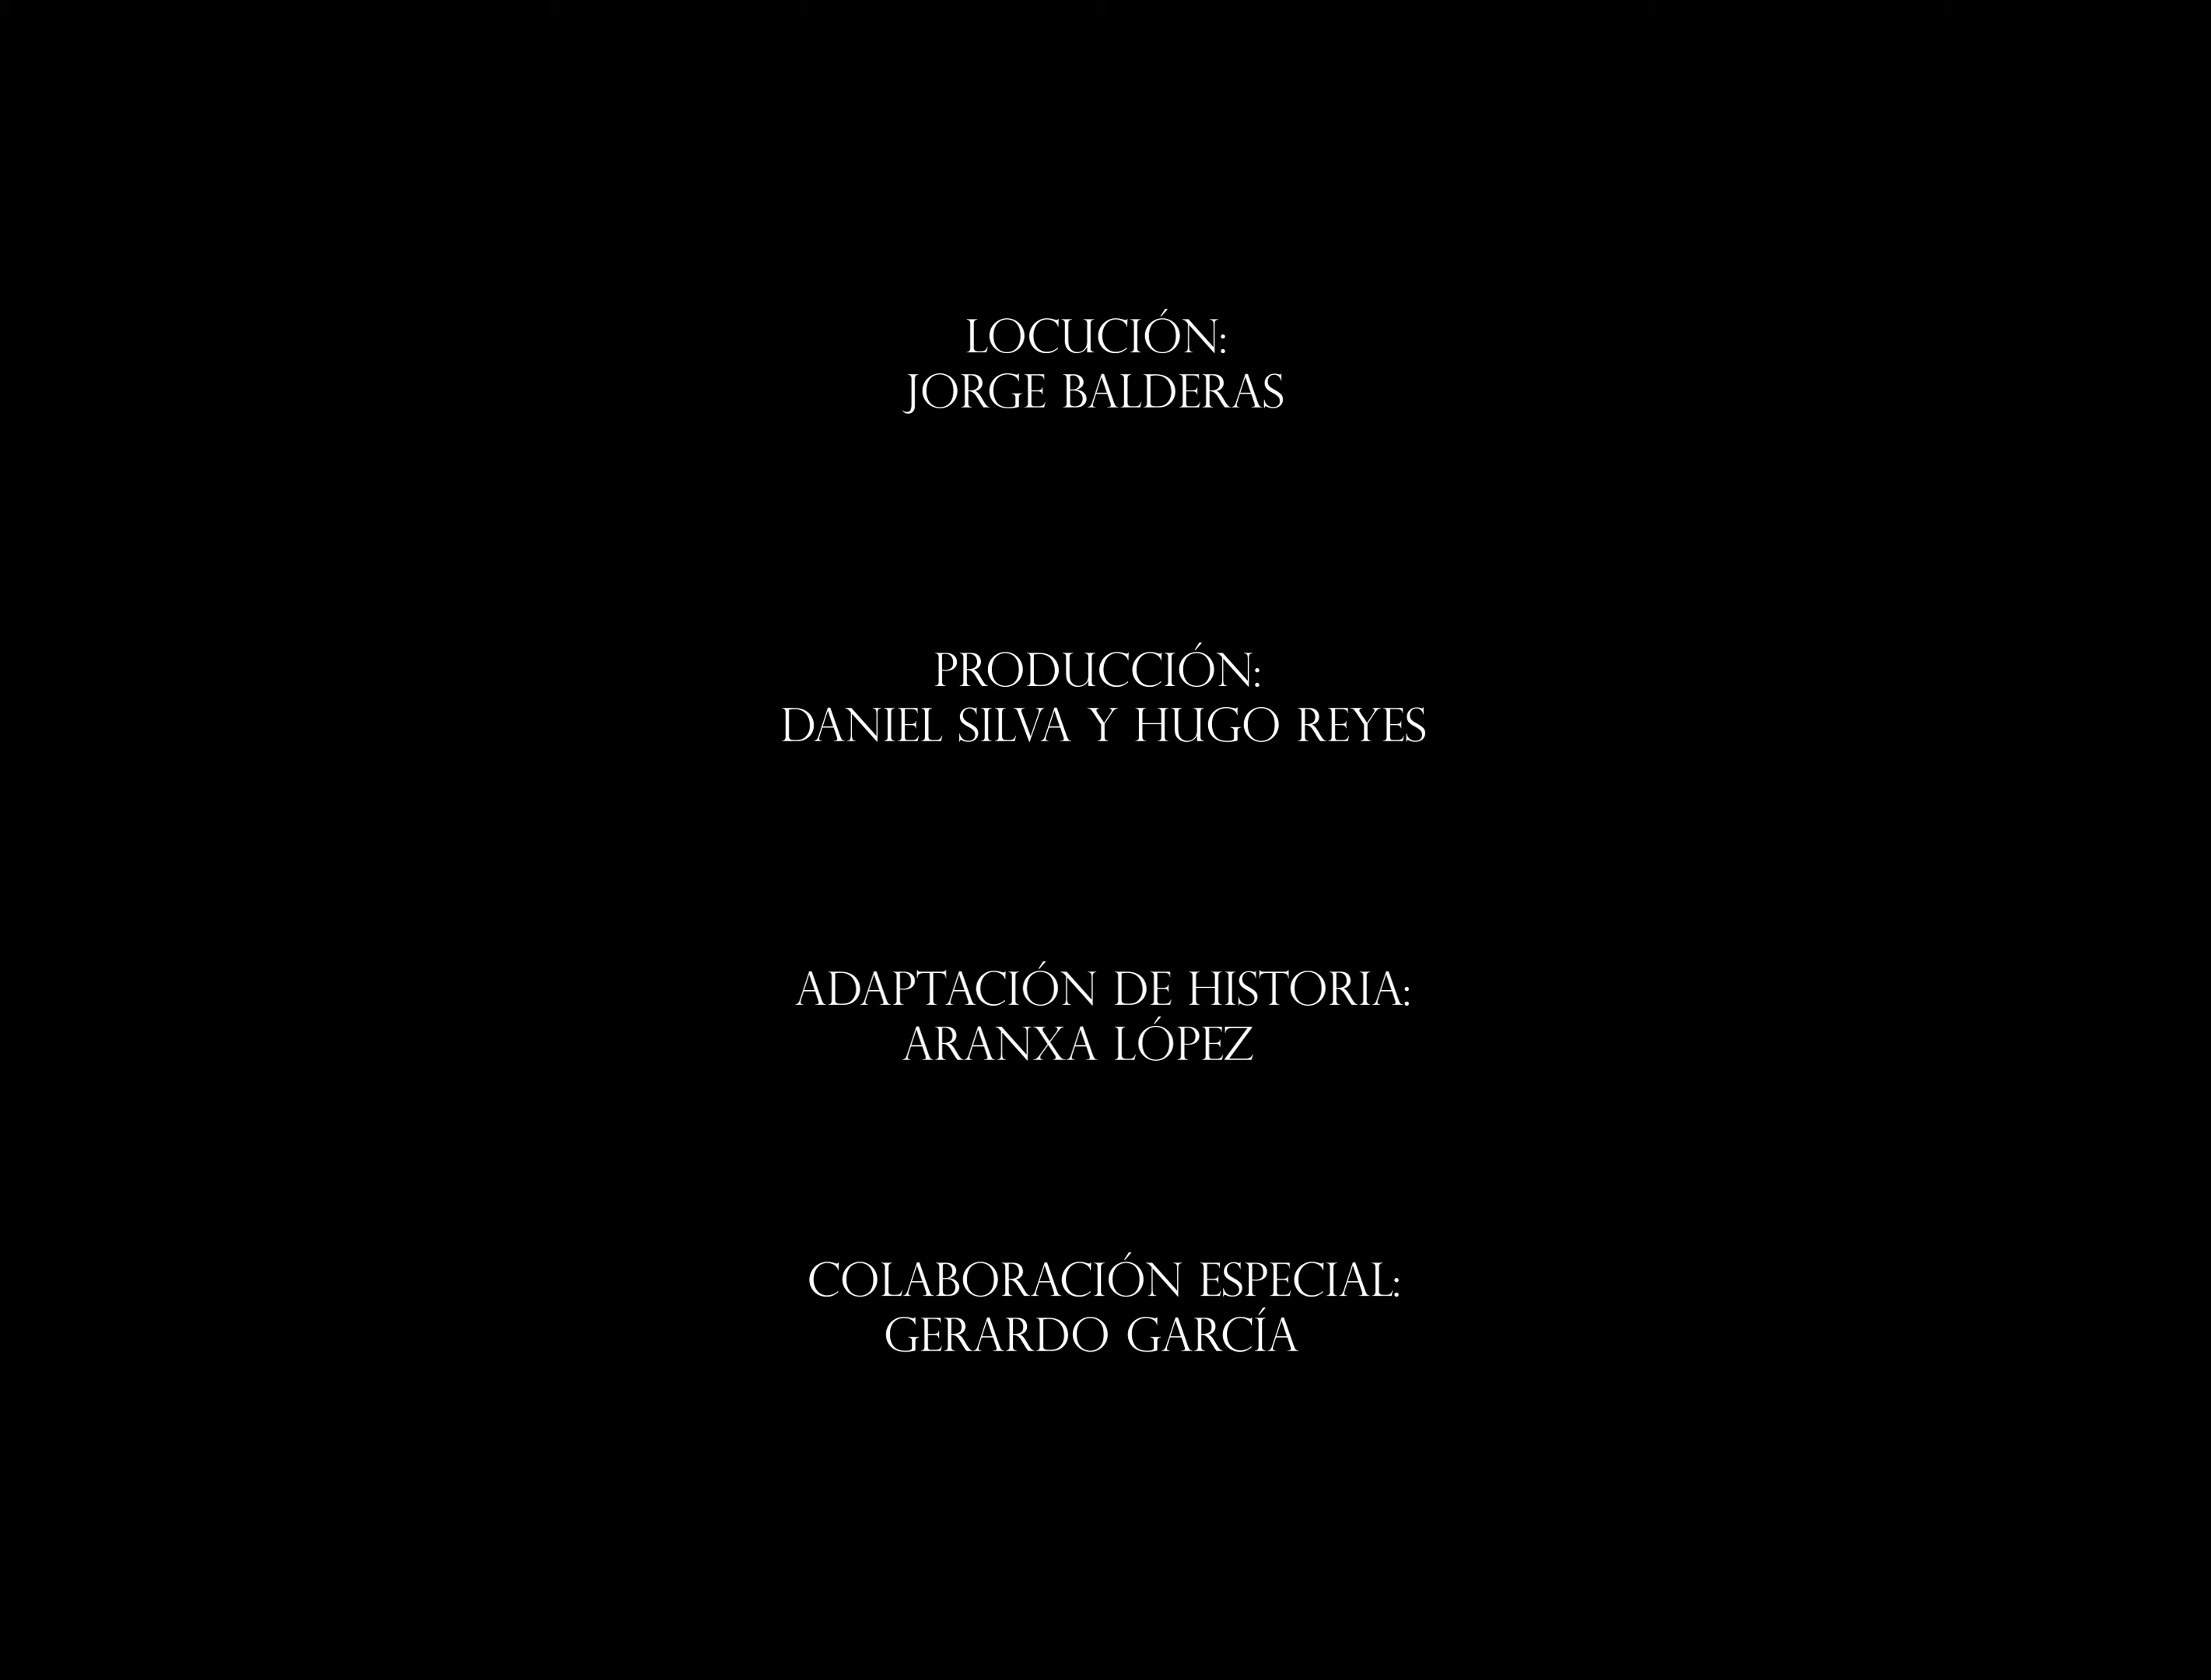 LOCUCIÓN:
JORGE BALDERAS
PRODUCCIÓN:
DANIEL SILVA Y HUGO REYES
ADAPTACIÓN DE HISTORIA:
ARANXA LÓPEZ
COLABORACIÓN ESPECIAL:
GERARDO GARCÍA